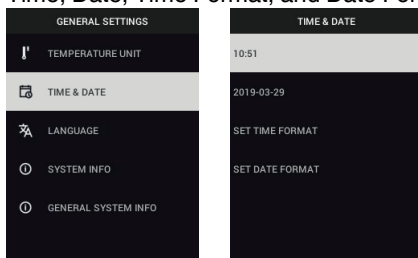 Time, Date, Time Format, and Date For
GENERAL SETTINGS
TEMPERATURE UNIT
TIME & DATE
LANGUAGE
SYSTEM INFO
GENERAL SYSTEM INFO
TIME & DATE
10:51
2019-03-29
SET TIME FORMAT
SET DATE FORMAT